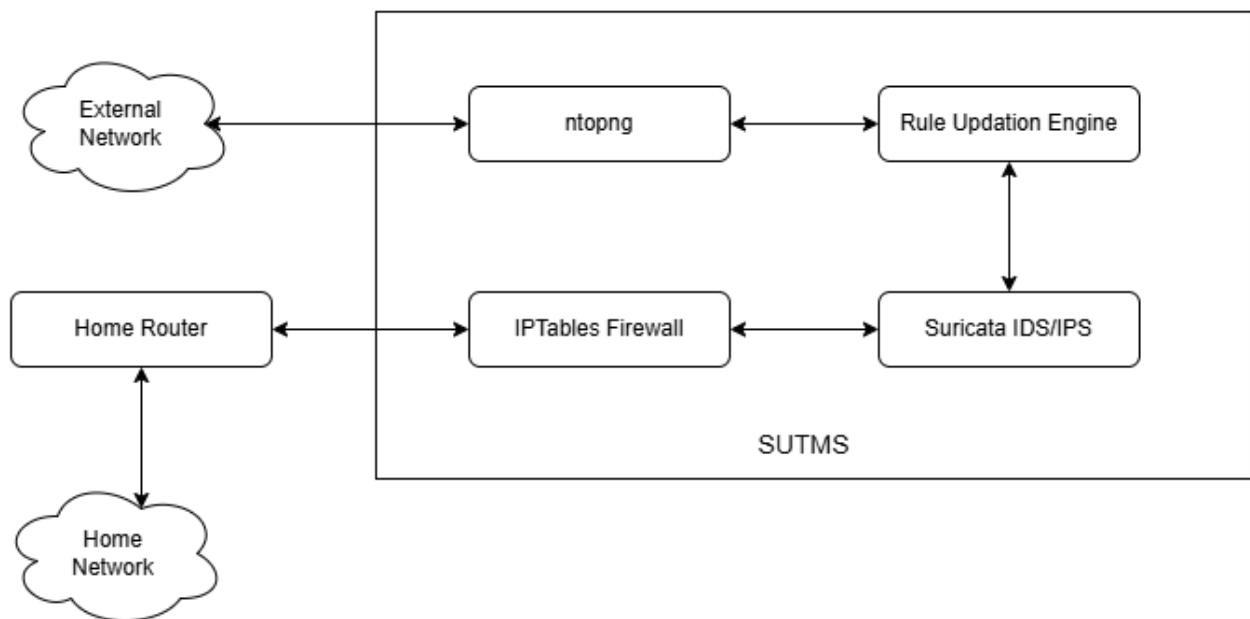 External
Network
ntopng
Rule Updation Engine
Home Router
IPTables Firewall
Suricata IDS/IPS
SUTMS
Home
Network